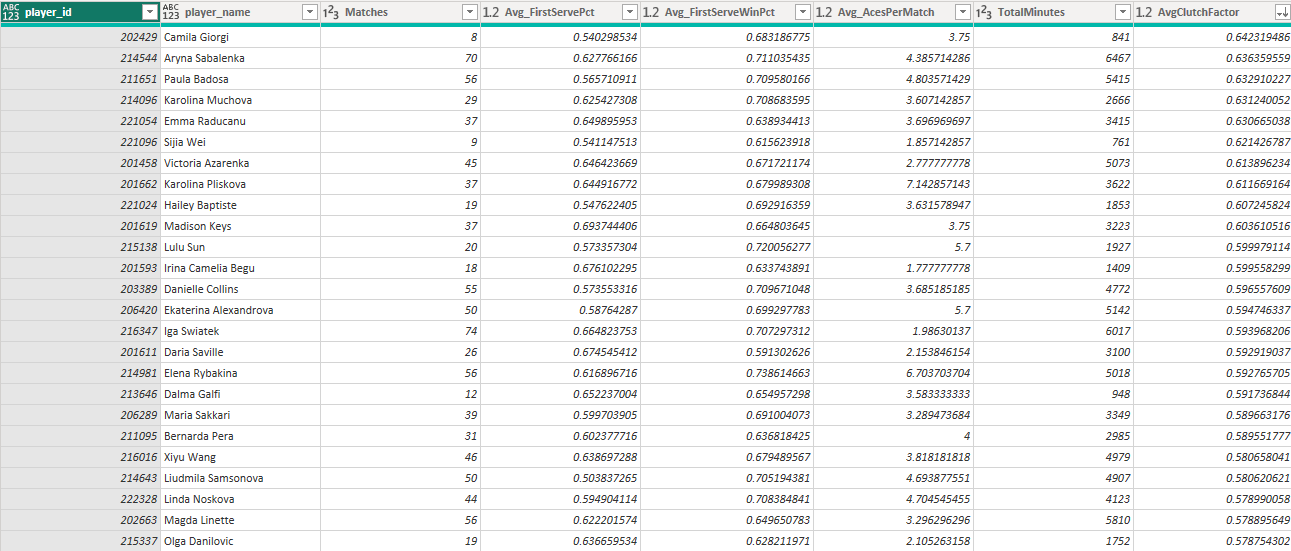 ABC 123 player_id ABC 123 player_name 1²3 Matches 1.2 Avg_FirstServePct 1.2 Avg_FirstServeWinPct 1.2 Avg_AcesPerMatch 1²3 TotalMinutes 1.2 AvgClutchFactor
202429 Camila Giorgi 8 0.540298534 0.683186775 3.75 841 0.642319486
214544 Aryna Sabalenka 70 0.627766166 0.711035435 4.385714286 6467 0.636359559
211651 Paula Badosa 56 0.565710911 0.709580166 4.803571429 5415 0.632910227
214096 Karolina Muchova 29 0.625427308 0.708683595 3.607142857 2666 0.631240052
221054 Emma Raducanu 37 0.649895953 0.638934413 3.696969697 3415 0.630665038
221096 Sijia Wei 9 0.541147513 0.615623918 1.857142857 761 0.621426787
201458 Victoria Azarenka 45 0.646423669 0.671721174 2.777777778 5073 0.613896234
201662 Karolina Pliskova 37 0.644916772 0.679989308 7.142857143 3622 0.611669164
221024 Hailey Baptiste 19 0.547622405 0.692916359 3.631578947 1853 0.607245824
201619 Madison Keys 37 0.693744406 0.664803645 3.75 3223 0.603610516
215138 Lulu Sun 20 0.573357304 0.720056277 5.7 1927 0.599979114
201593 Irina Camelia Begu 18 0.676102295 0.633743891 1.777777778 1409 0.599558299
203389 Danielle Collins 55 0.573553316 0.709671048 3.685185185 4772 0.596557609
206420 Ekaterina Alexandrova 50 0.58764287 0.699297783 5.7 5142 0.594746337
216347 Iga Swiatek 74 0.664823753 0.707297312 1.98630137 6017 0.593968206
201611 Daria Saville 26 0.674545412 0.591302626 2.153846154 3100 0.592919037
214981 Elena Rybakina 56 0.616896716 0.738614663 6.703703704 5018 0.592765705
213646 Dalma Galfi 12 0.652237004 0.654957298 3.583333333 948 0.591736844
206289 Maria Sakkari 39 0.599703905 0.691004073 3.289473684 3349 0.589663176
211095 Bernarda Pera 31 0.602377716 0.636818425 4 2985 0.589551777
216016 Xiyu Wang 46 0.638697288 0.679489567 3.818181818 4979 0.580658041
214643 Liudmila Samsonova 50 0.503837265 0.705194381 4.693877551 4907 0.580620621
222328 Linda Noskova 44 0.594904114 0.708384841 4.704545455 4123 0.578990058
202663 Magda Linette 56 0.622201574 0.649650783 3.296296296 5810 0.578895649
215337 Olga Danilovic 19 0.636659534 0.628211971 2.105263158 1752 0.578754302